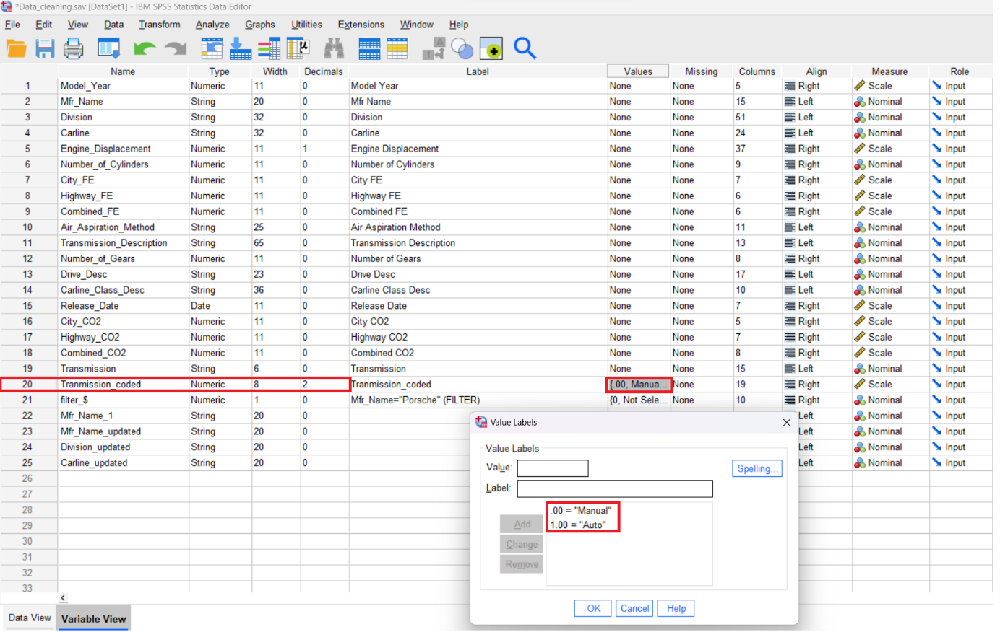 *Data_cleaning.sav [DataSet1] - IBM SPSS Statistics Data Editor
File Edit View Data Transform Analyze Graphs Utilities Extensions Window Help
Name Type Width Decimals Label Values Missing Columns Align Measure Role
1 Model_Year Numeric 11 0 Model Year None None 5 Right Scale Input
2 Mfr_Name String 20 0 Mfr Name None None 15 Left Nominal Input
3 Division String 32 0 Division None None 51 Left Nominal Input
4 Carline String 32 0 Carline None None 24 Left Nominal Input
5 Engine_Displacement Numeric 11 1 Engine Displacement None None 37 Right Scale Input
6 Number_of_Cylinders Numeric 11 0 Number of Cylinders None None 9 Right Nominal Input
7 City_FE Numeric 11 0 City FE None None 7 Right Scale Input
8 Highway_FE Numeric 11 0 Highway FE None None 6 Right Scale Input
9 Combined_FE Numeric 11 0 Combined FE None None 6 Right Scale Input
10 Air_Aspiration_Method String 25 0 Air Aspiration Method None None 11 Left Nominal Input
11 Transmission_Description String 65 0 Transmission Description None None 13 Left Nominal Input
12 Number_of_Gears Numeric 11 0 Number of Gears None None 8 Right Nominal Input
13 Drive_Desc String 23 0 Drive Desc None None 17 Left Nominal Input
14 Carline_Class_Desc String 36 0 Carline Class Desc None None 10 Left Nominal Input
15 Release_Date Date 11 0 Release Date None None 7 Right Scale Input
16 City_CO2 Numeric 11 0 City CO2 None None 5 Right Scale Input
17 Highway_CO2 Numeric 11 0 Highway CO2 None None 7 Right Scale Input
18 Combined_CO2 Numeric 11 0 Combined CO2 None None 8 Right Scale Input
19 Transmission String 6 0 Transmission None None 15 Left Nominal Input
20 Tranmission_coded Numeric 8 2 Tranmission_coded {.00, Manua... None 19 Right Scale Input
21 filter_$ Numeric 1 0 Mfr_Name="Porsche" (FILTER) {0, Not Sele... None 10 Right Nominal Input
22 Mfr_Name_1 String 20 0 Left Nominal Input
23 Mfr_Name_updated String 20 0 Left Nominal Input
24 Division_updated String 20 0 Left Nominal Input
25 Carline_updated String 20 0 Left Nominal Input
26
27
28
29
30
31
32
33
Value Labels
Value Labels
Value:
Spelling...
Label:
.00 = "Manual"
1.00 = "Auto"
Add
Change
Remove
OK Cancel Help
Data View Variable View